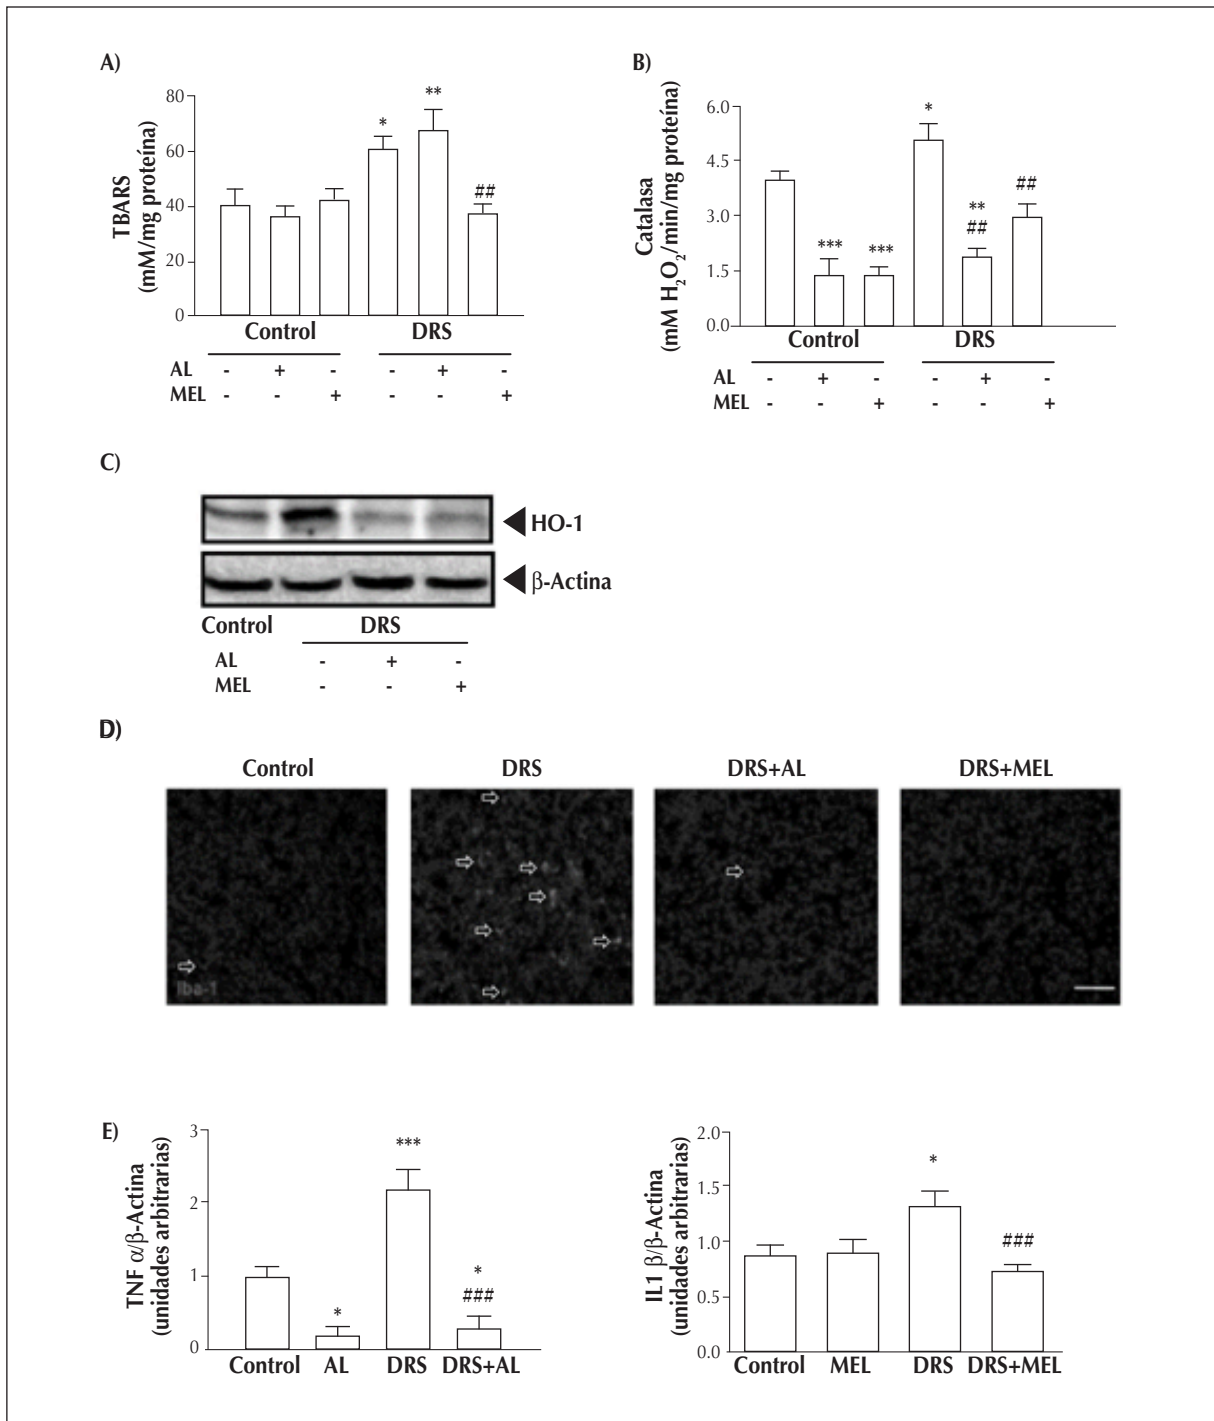 A)
TBARS
(mM/mg proteína)
80
60
40
20
0
*
**
##
Control DRS
AL - + - - + -
MEL - - + - - +
B)
Catalasa
(mM H2O2/min/mg proteína)
6.0
4.5
3.0
1.5
0.0
***
***
*
**
##
##
Control DRS
AL - + - - + -
MEL - - + - - +
C)
HO-1
β-Actina
Control DRS
AL - + -
MEL - - +
D)
Control DRS DRS+AL DRS+MEL
Iba-1
E)
TNF α/β-Actina
(unidades arbitrarias)
3
2
1
0
*
***
*
###
Control AL DRS DRS+AL
IL1 β/β-Actina
(unidades arbitrarias)
2.0
1.5
1.0
0.5
0.0
*
###
Control MEL DRS DRS+MEL